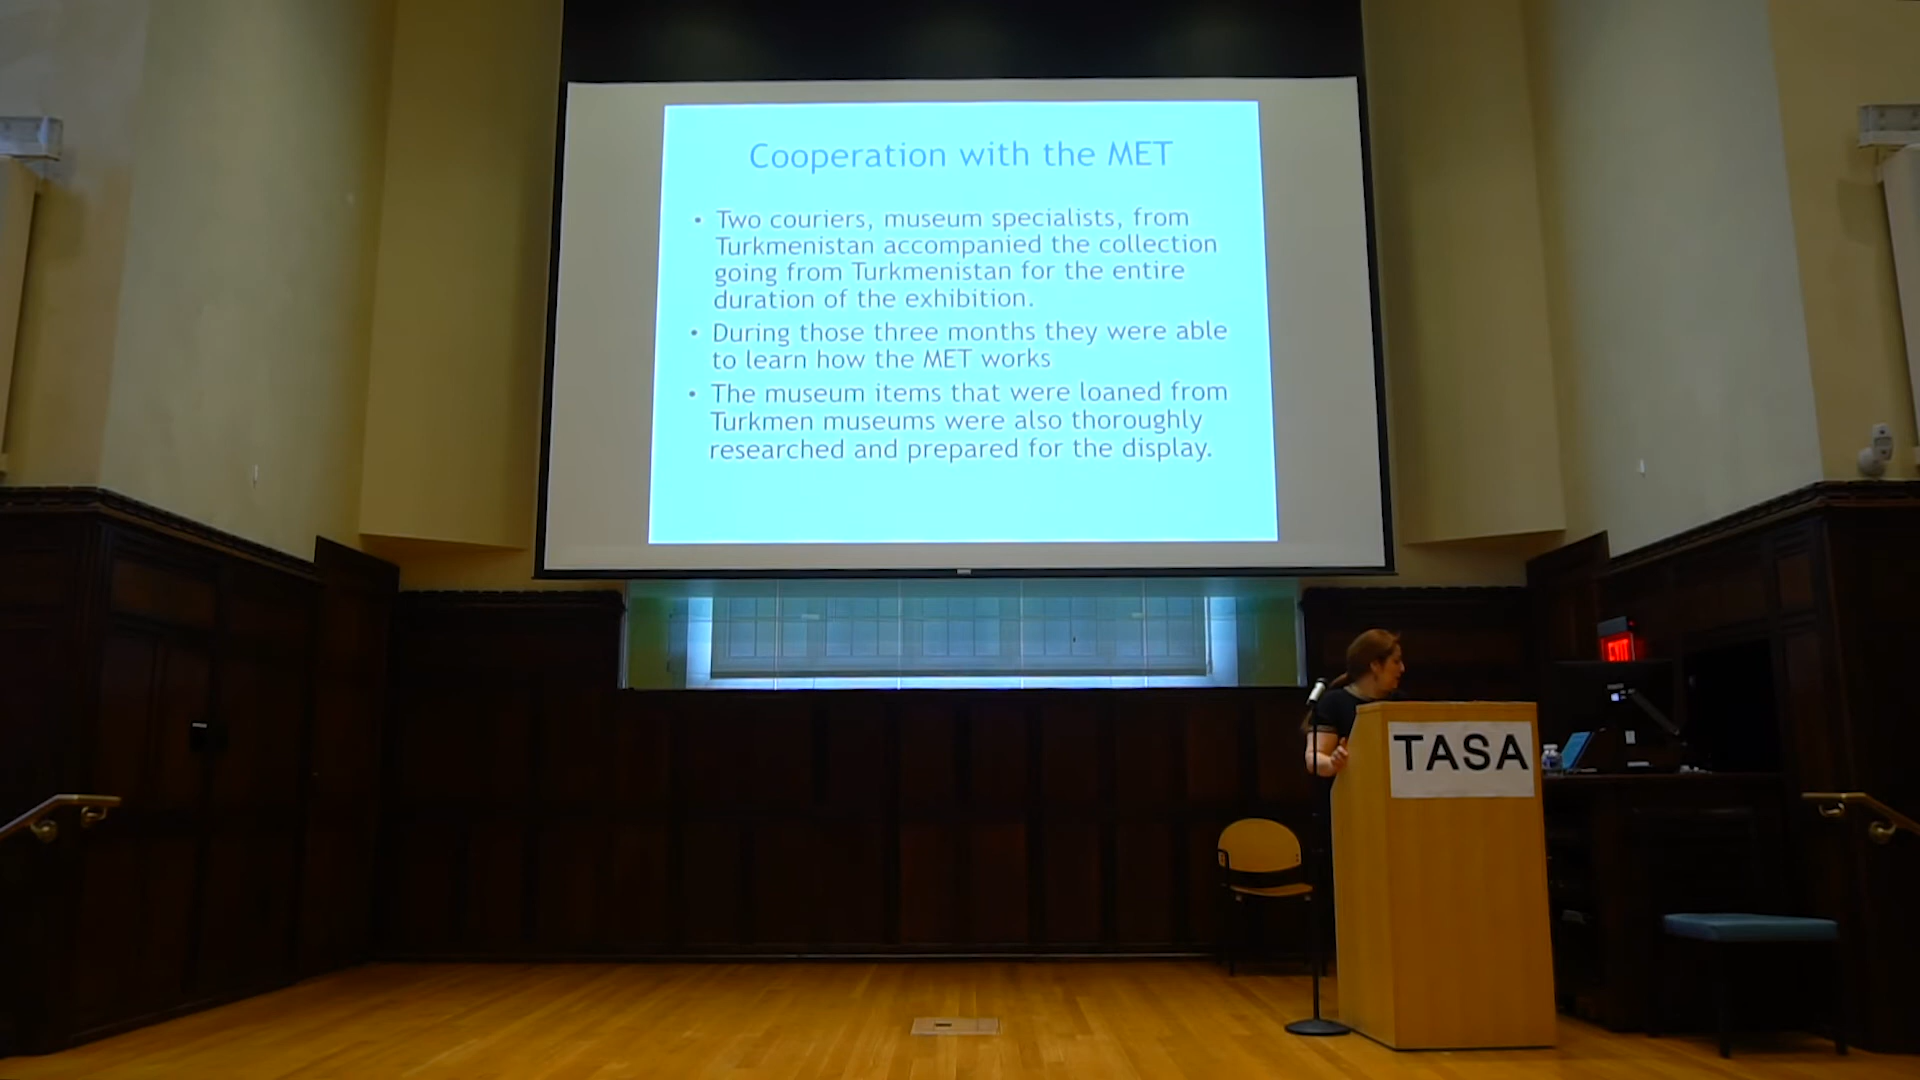 Cooperation with the MET
• Two couriers, museum specialists, from
Turkmenistan accompanied the collection
going from Turkmenistan for the entire
duration of the exhibition.
• During those three months they were able
to learn how the MET works
• The museum items that were loaned from
Turkmen museums were also thoroughly
researched and prepared for the display.
EXIT
TASA